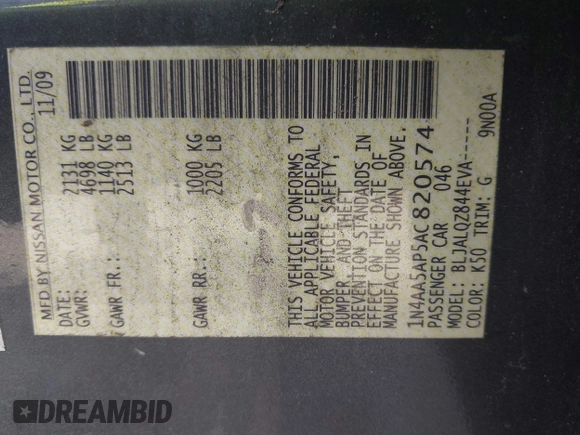 MFD BY NISSAN MOTOR CO., LTD.
11/09
GVWR: 2131 KG
4698 LB
GAWR FR.: 1140 KG
2513 LB
GAWR RR.: 1000 KG
2205 LB
THIS VEHICLE CONFORMS TO
ALL APPLICABLE FEDERAL
MOTOR VEHICLE SAFETY,
BUMPER, AND THEFT
PREVENTION STANDARDS IN
EFFECT ON THE DATE OF
MANUFACTURE SHOWN ABOVE.
1N4AA5AP5AC820574
PASSENGER CAR 046
MODEL: BLJALQZ844EVA-----
COLOR: K50 TRIM: G 9N00A
DREAMBID